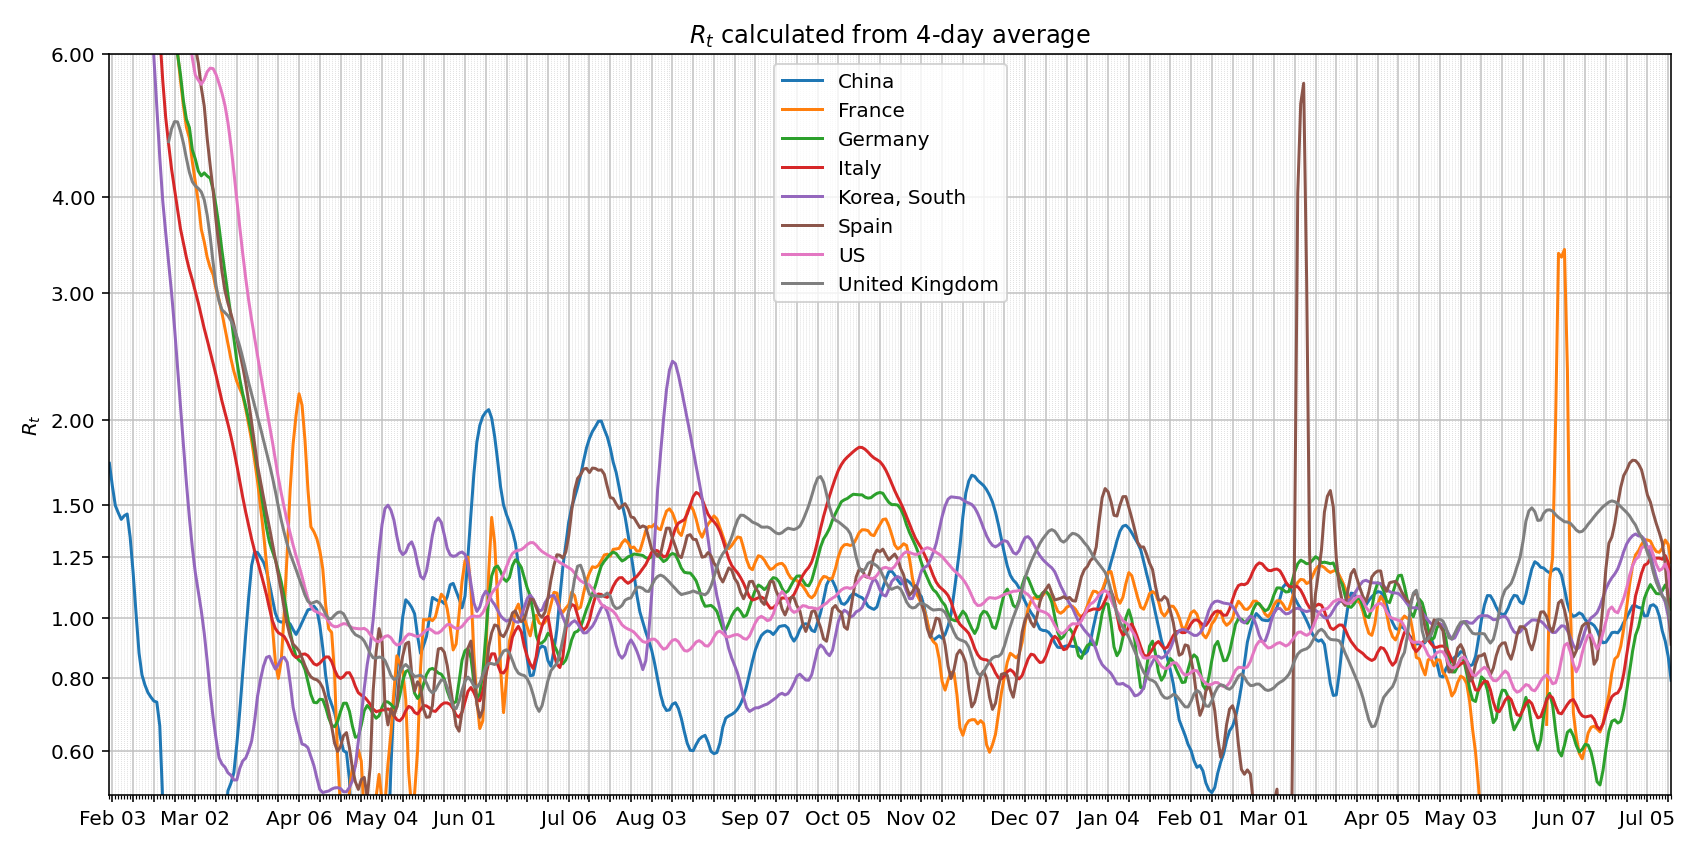 R_t calculated from 4-day average
R_t
6.00
4.00
3.00
2.00
1.50
1.25
1.00
0.80
0.60
China
France
Germany
Italy
Korea, South
Spain
US
United Kingdom
Feb 03 Mar 02 Apr 06 May 04 Jun 01 Jul 06 Aug 03 Sep 07 Oct 05 Nov 02 Dec 07 Jan 04 Feb 01 Mar 01 Apr 05 May 03 Jun 07 Jul 05